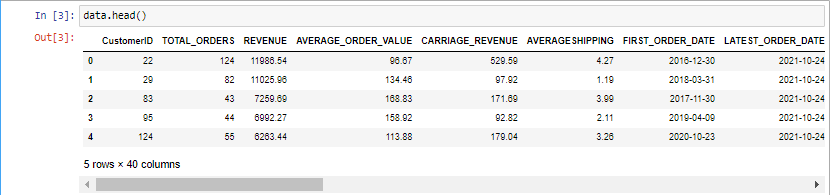 In [3]: data.head()
Out[3]:
CustomerID TOTAL_ORDERS REVENUE AVERAGE_ORDER_VALUE CARRIAGE_REVENUE AVERAGESHIPPING FIRST_ORDER_DATE LATEST_ORDER_DATE
0 22 124 11986.54 96.67 529.59 4.27 2016-12-30 2021-10-24
1 29 82 11025.96 134.46 97.92 1.19 2018-03-31 2021-10-24
2 83 43 7259.69 168.83 171.69 3.99 2017-11-30 2021-10-24
3 95 44 6992.27 158.92 92.82 2.11 2019-04-09 2021-10-24
4 124 55 6263.44 113.88 179.04 3.26 2020-10-23 2021-10-24
5 rows × 40 columns